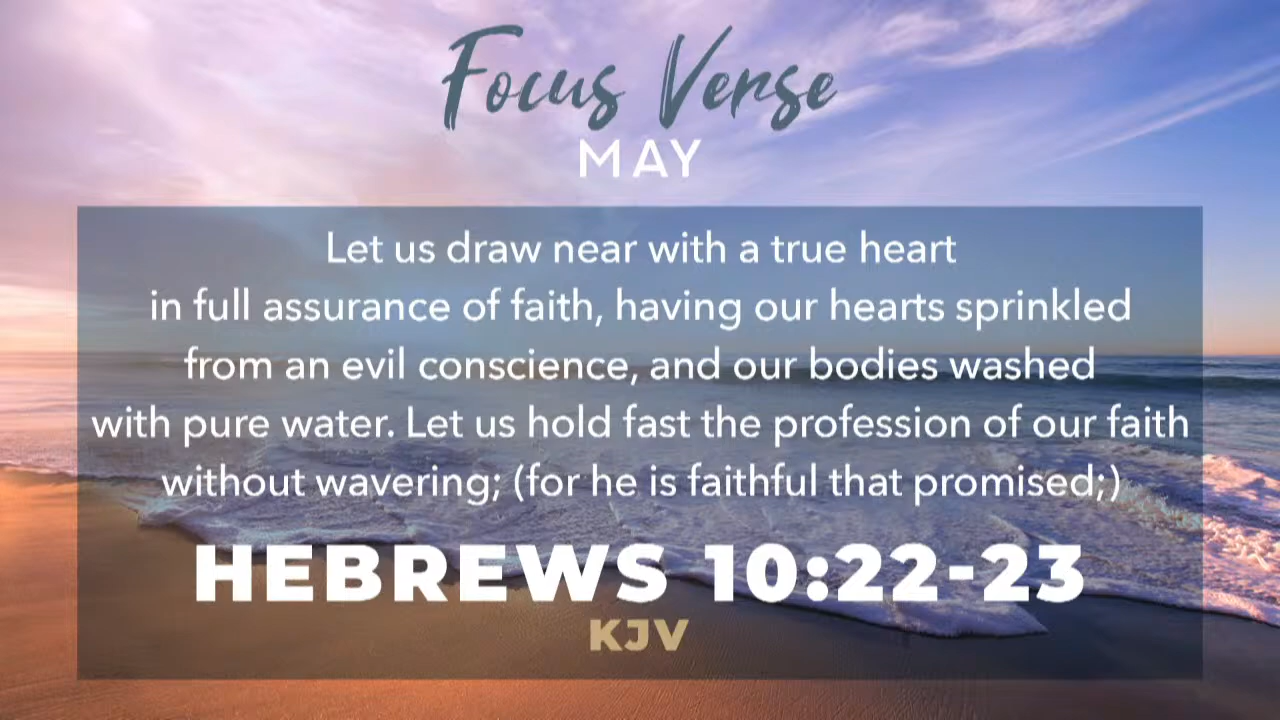 Focus Verse
MAY
Let us draw near with a true heart
in full assurance of faith, having our hearts sprinkled
from an evil conscience, and our bodies washed
with pure water. Let us hold fast the profession of our faith
without wavering; (for he is faithful that promised;)
HEBREWS 10:22-23
KJV